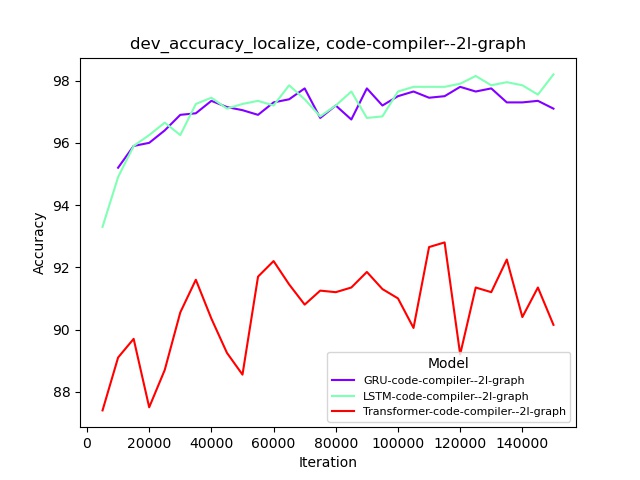 dev_accuracy_localize, code-compiler--2l-graph
98
96
94
92
90
88
Accuracy
0 20000 40000 60000 80000 100000 120000 140000
Iteration
Model
GRU-code-compiler--2l-graph
LSTM-code-compiler--2l-graph
Transformer-code-compiler--2l-graph